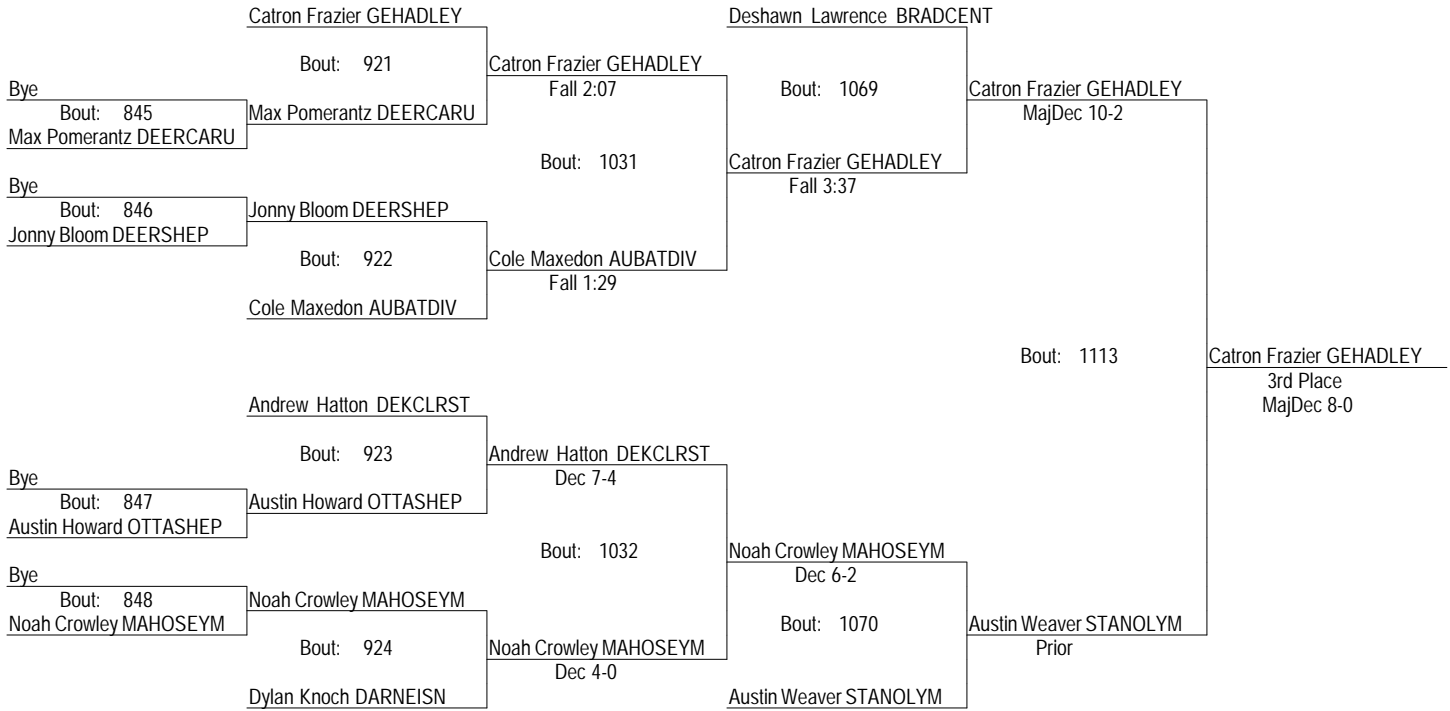 Catron Frazier GEHADLEY
Deshawn Lawrence BRADCENT
Bout: 921
Catron Frazier GEHADLEY
Fall 2:07
Bye
Bout: 845
Max Pomerantz DEERCARU
Max Pomerantz DEERCARU
Bout: 1069
Catron Frazier GEHADLEY
MajDec 10-2
Bout: 1031
Catron Frazier GEHADLEY
Fall 3:37
Bye
Bout: 846
Jonny Bloom DEERSHEP
Jonny Bloom DEERSHEP
Bout: 922
Cole Maxedon AUBATDIV
Fall 1:29
Cole Maxedon AUBATDIV
Bout: 1113
Catron Frazier GEHADLEY
3rd Place
MajDec 8-0
Andrew Hatton DEKCLRST
Bout: 923
Andrew Hatton DEKCLRST
Dec 7-4
Bye
Bout: 847
Austin Howard OTTASHEP
Austin Howard OTTASHEP
Bout: 1032
Noah Crowley MAHOSEYM
Dec 6-2
Bye
Bout: 848
Noah Crowley MAHOSEYM
Noah Crowley MAHOSEYM
Bout: 1070
Austin Weaver STANOLYM
Prior
Bout: 924
Noah Crowley MAHOSEYM
Dec 4-0
Dylan Knoch DARNEISN
Austin Weaver STANOLYM